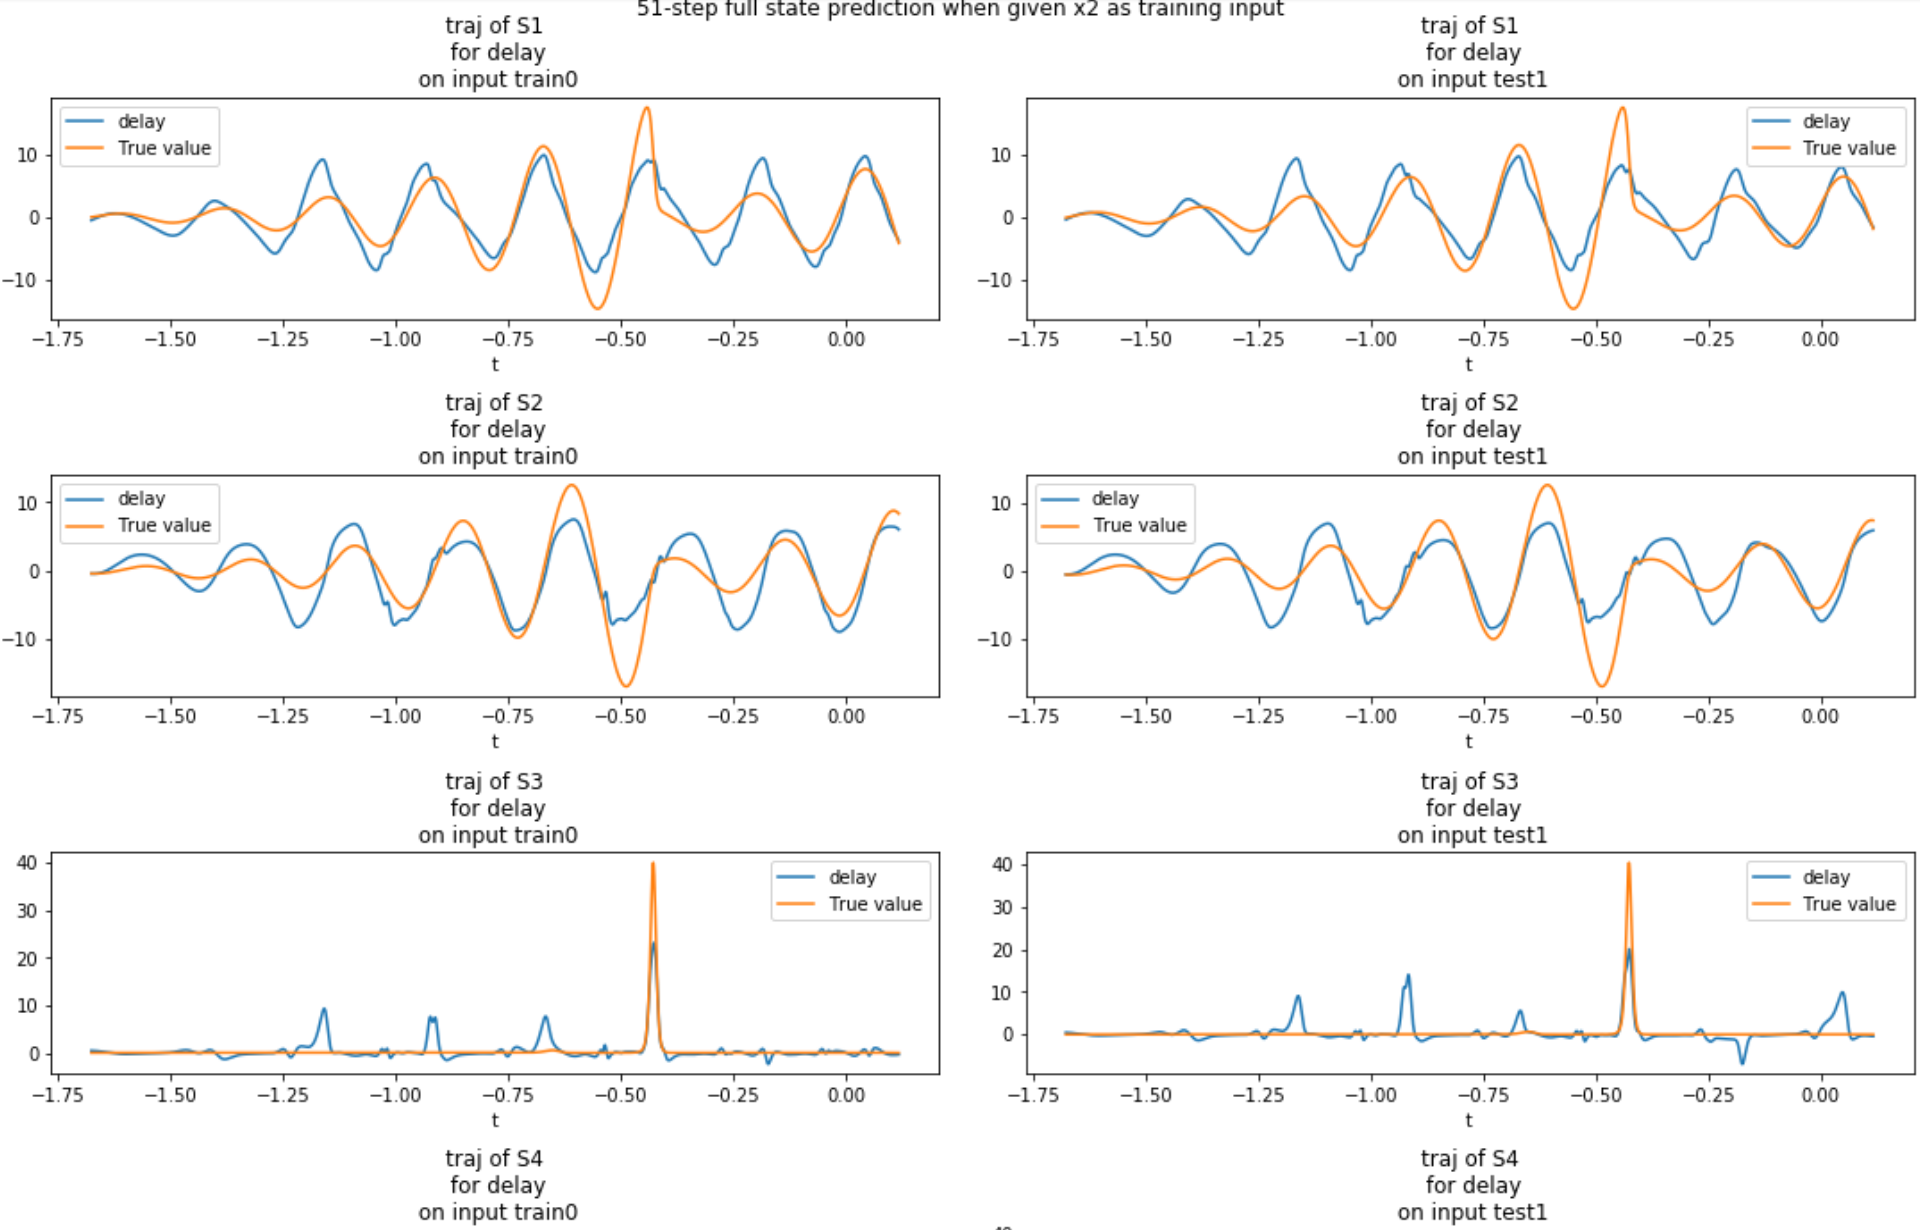 51-step full state prediction when given x2 as training input
traj of S1
for delay
on input train0
delay
True value
10
0
−10
−1.75 −1.50 −1.25 −1.00 −0.75 −0.50 −0.25 0.00
t
traj of S1
for delay
on input test1
delay
True value
10
0
−10
−1.75 −1.50 −1.25 −1.00 −0.75 −0.50 −0.25 0.00
t
traj of S2
for delay
on input train0
delay
True value
10
0
−10
−1.75 −1.50 −1.25 −1.00 −0.75 −0.50 −0.25 0.00
t
traj of S2
for delay
on input test1
delay
True value
10
0
−10
−1.75 −1.50 −1.25 −1.00 −0.75 −0.50 −0.25 0.00
t
traj of S3
for delay
on input train0
delay
True value
40
30
20
10
0
−1.75 −1.50 −1.25 −1.00 −0.75 −0.50 −0.25 0.00
t
traj of S3
for delay
on input test1
delay
True value
40
30
20
10
0
−1.75 −1.50 −1.25 −1.00 −0.75 −0.50 −0.25 0.00
t
traj of S4
for delay
on input train0
traj of S4
for delay
on input test1